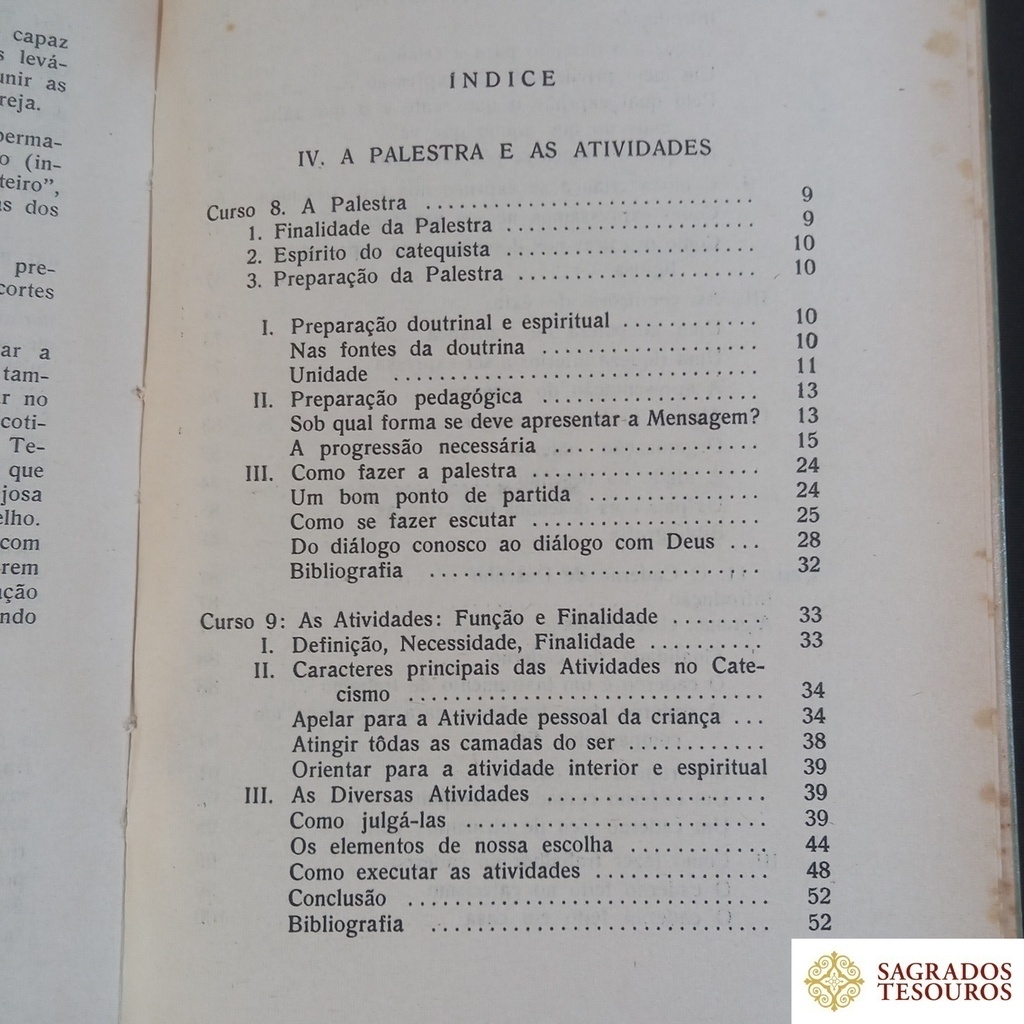 capaz
levá-
unir as
reja.
perma-
o (in-
teiro",
s dos
pre-
cortes
ar a
tam-
r no
coti-
Te-
que
josa
elho.
com
rem
ação
ndo
ÍNDICE
IV. A PALESTRA E AS ATIVIDADES
Curso 8. A Palestra .............................. 9
1. Finalidade da Palestra ....................... 9
2. Espírito do catequista ....................... 10
3. Preparação da Palestra ...................... 10
I. Preparação doutrinal e espiritual ............ 10
Nas fontes da doutrina .................... 10
Unidade .................................. 11
II. Preparação pedagógica ..................... 13
Sob qual forma se deve apresentar a Mensagem? 13
A progressão necessária ................... 15
III. Como fazer a palestra ..................... 24
Um bom ponto de partida ................ 24
Como se fazer escutar ..................... 25
Do diálogo conosco ao diálogo com Deus ... 28
Bibliografia .............................. 32
Curso 9: As Atividades: Função e Finalidade ........ 33
I. Definição, Necessidade, Finalidade .......... 33
II. Caracteres principais das Atividades no Cate-
cismo ................................ 34
Apelar para a Atividade pessoal da criança ... 34
Atingir tôdas as camadas do ser ............ 38
Orientar para a atividade interior e espiritual 39
III. As Diversas Atividades .................... 39
Como julgá-las ........................... 39
Os elementos de nossa escolha ............ 44
Como executar as atividades ............... 48
Conclusão ................................ 52
Bibliografia .............................. 52
SAGRADOS
TESOUROS